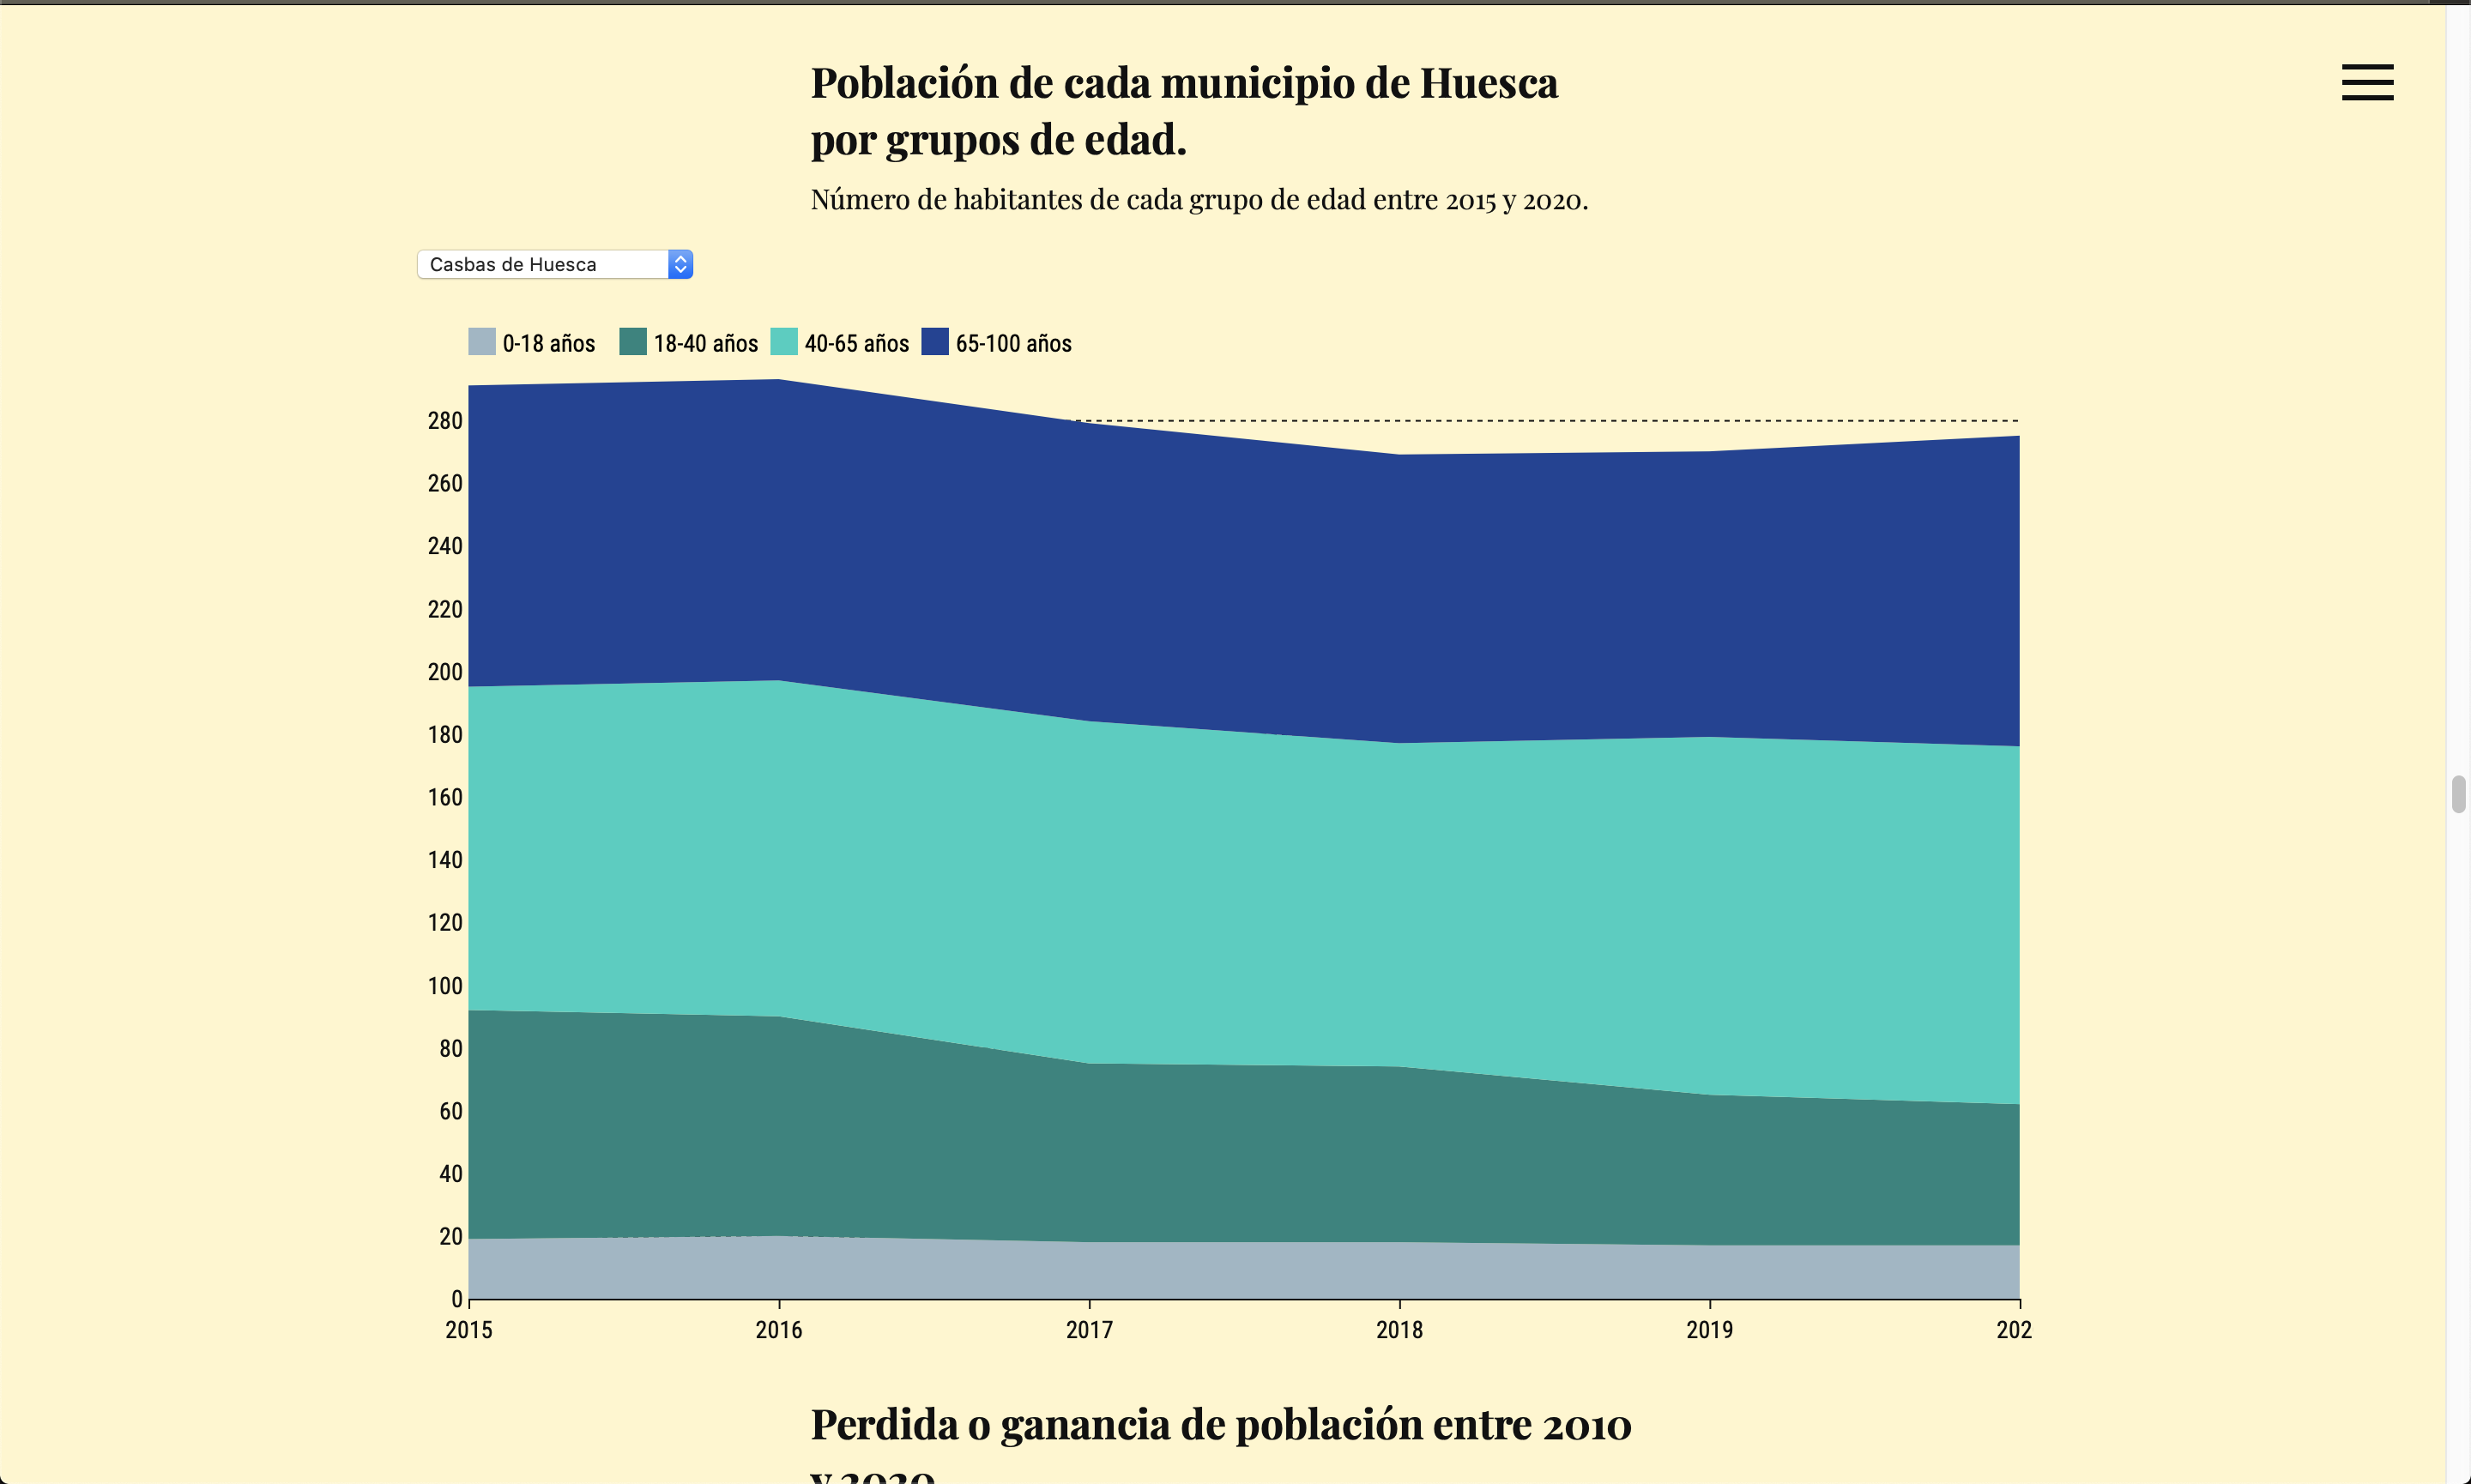 Población de cada municipio de Huesca
por grupos de edad.
Número de habitantes de cada grupo de edad entre 2015 y 2020.
Casbas de Huesca
0-18 años 18-40 años 40-65 años 65-100 años
280
260
240
220
200
180
160
140
120
100
80
60
40
20
0
2015 2016 2017 2018 2019 202
Perdida o ganancia de población entre 2010
y 2020